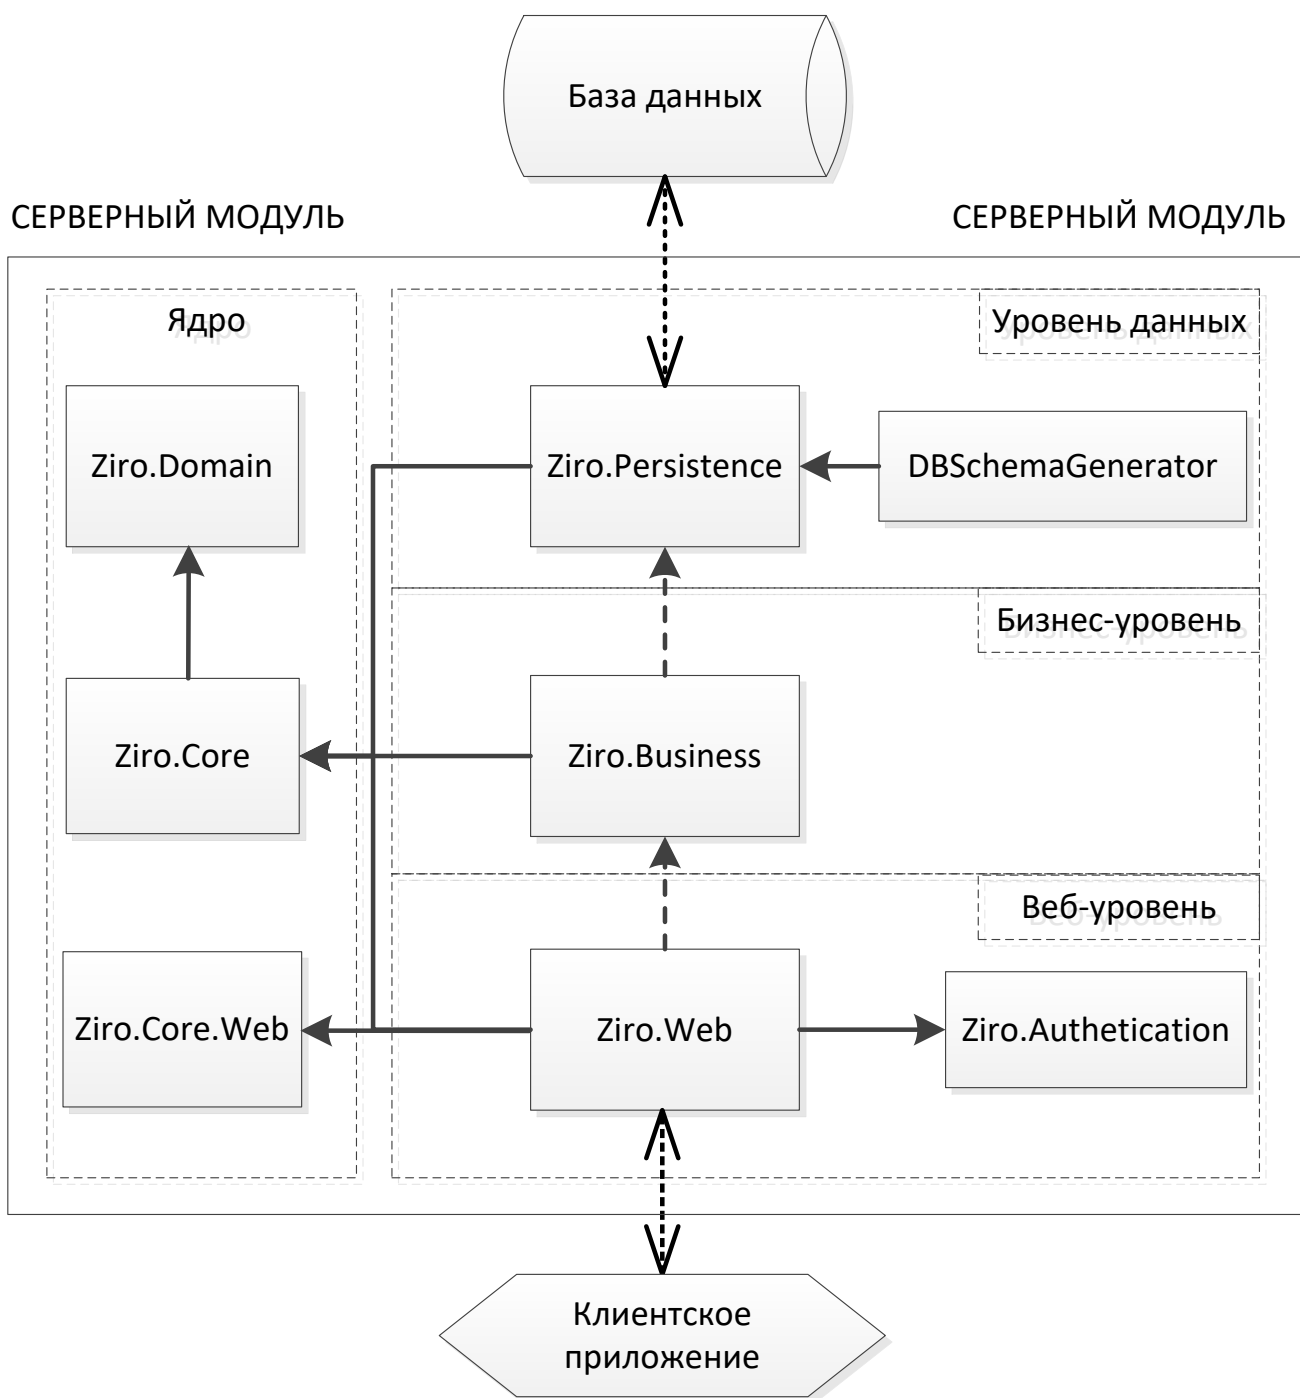 База данных
СЕРВЕРНЫЙ МОДУЛЬ
СЕРВЕРНЫЙ МОДУЛЬ
Ядро
Уровень данных
Ziro.Domain
Ziro.Persistence
DBSchemaGenerator
Бизнес-уровень
Ziro.Core
Ziro.Business
Веб-уровень
Ziro.Core.Web
Ziro.Web
Ziro.Authetication
Клиентское
приложение